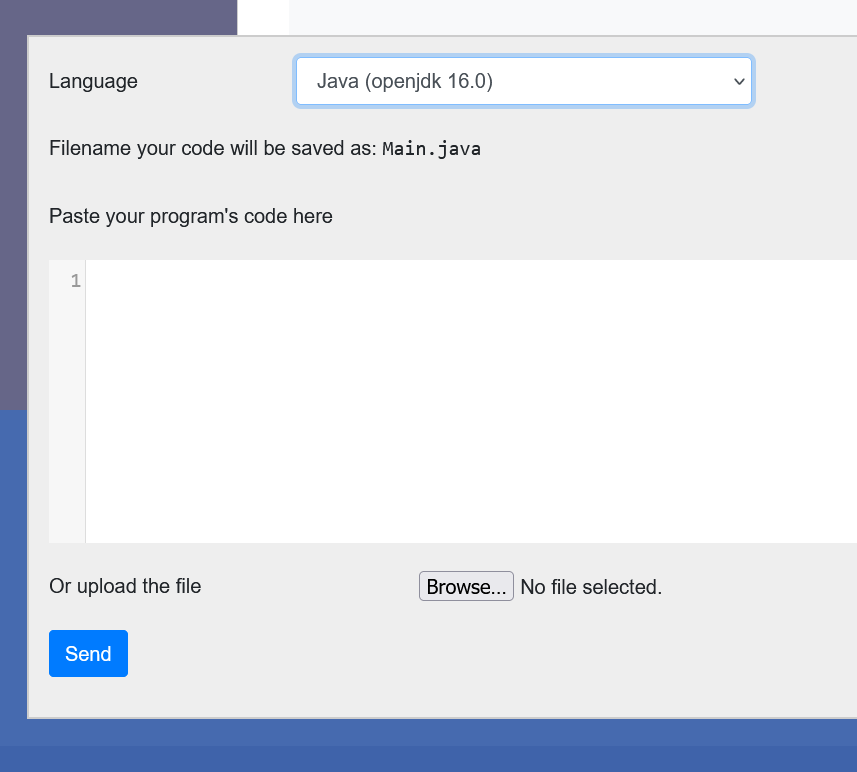 Language Java (openjdk 16.0)
Filename your code will be saved as: Main.java
Paste your program's code here
1
Or upload the file Browse... No file selected.
Send